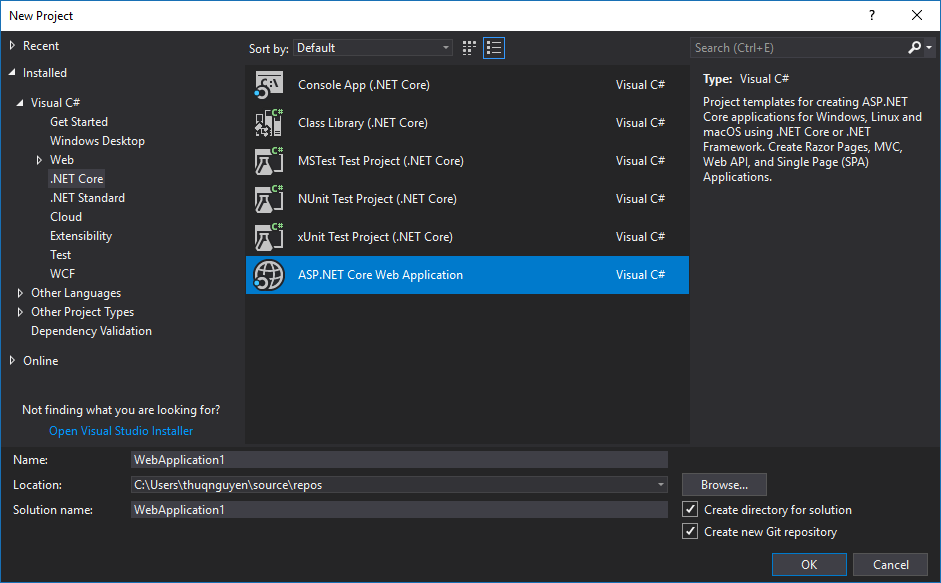 New Project
?
Recent
Installed
Visual C#
Get Started
Windows Desktop
Web
.NET Core
.NET Standard
Cloud
Extensibility
Test
WCF
Other Languages
Other Project Types
Dependency Validation
Online
Not finding what you are looking for?
Open Visual Studio Installer
Sort by: Default
C:\
Console App (.NET Core) Visual C#
C#
Class Library (.NET Core) Visual C#
C#
MSTest Test Project (.NET Core) Visual C#
C#
NUnit Test Project (.NET Core) Visual C#
C#
xUnit Test Project (.NET Core) Visual C#
ASP.NET Core Web Application Visual C#
Search (Ctrl+E)
Type: Visual C#
Project templates for creating ASP.NET
Core applications for Windows, Linux and
macOS using .NET Core or .NET
Framework. Create Razor Pages, MVC,
Web API, and Single Page (SPA)
Applications.
Name: WebApplication1
Location: C:\Users\thuqnguyen\source\repos
Browse...
Solution name: WebApplication1
Create directory for solution
Create new Git repository
OK
Cancel